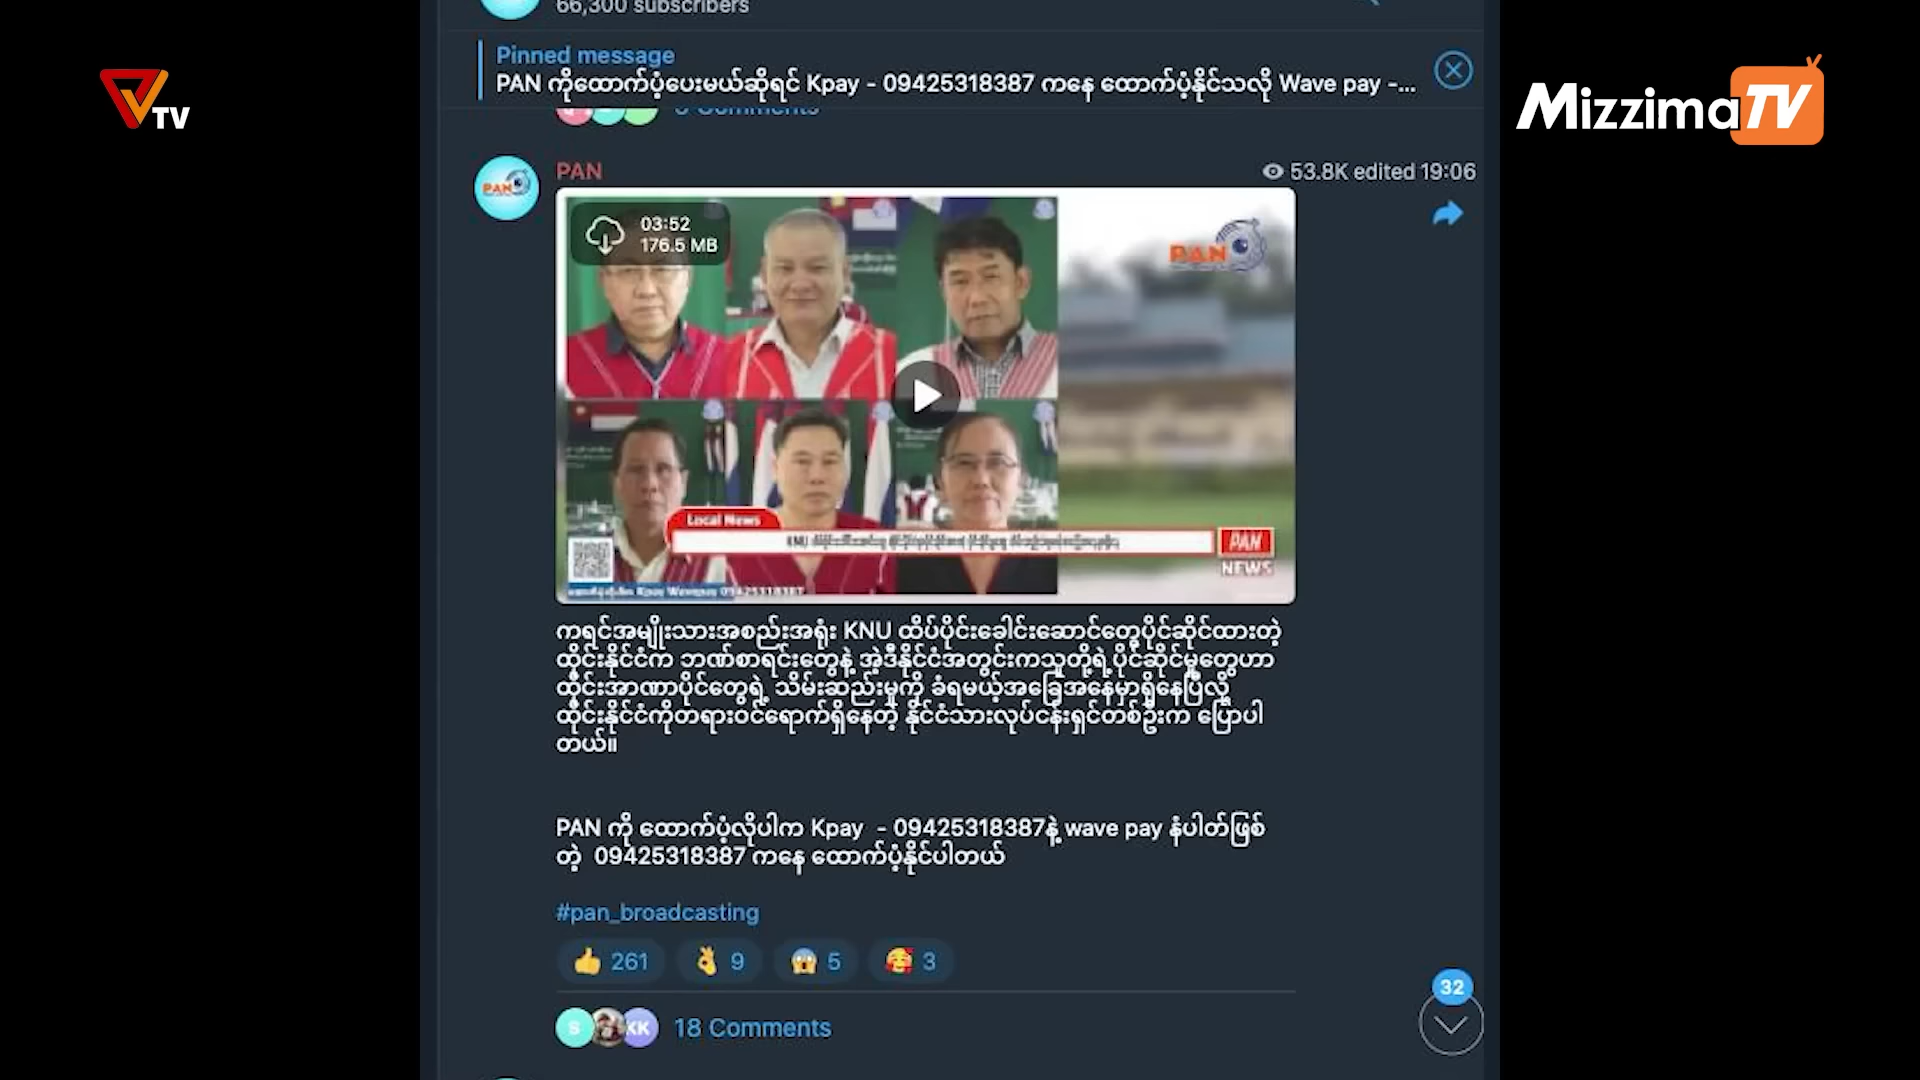 66,300 subscribers
Pinned message
PAN ကိုထောက်ပံ့ပေးမယ်ဆိုရင် Kpay - 09425318387 ကနေ ထောက်ပံ့နိုင်သလို Wave pay -...
Comments
TV
Mizzima TV
PAN
53.8K edited 19:06
03:52
176.5 MB
PAN
Local News
PAN
NEWS
Kpay Wavepay 09425318387
ကရင်အမျိုးသားအစည်းအရုံး KNU ထိပ်ပိုင်းခေါင်းဆောင်တွေပိုင်ဆိုင်ထားတဲ့
ထိုင်းနိုင်ငံက ဘဏ်စာရင်းတွေနဲ့ အဲ့ဒီနိုင်ငံအတွင်းကသူတို့ရဲ့ပိုင်ဆိုင်မှုတွေဟာ
ထိုင်းအာဏာပိုင်တွေရဲ့ သိမ်းဆည်းမှုကို ခံရမယ့်အခြေအနေမှာရှိနေပြီလို့
ထိုင်းနိုင်ငံကိုတရားဝင်ရောက်ရှိနေတဲ့ နိုင်ငံသားလုပ်ငန်းရှင်တစ်ဦးက ပြောပါ
တယ်။
PAN ကို ထောက်ပံ့လိုပါက Kpay - 09425318387နဲ့ wave pay နံပါတ်ဖြစ်
တဲ့ 09425318387 ကနေ ထောက်ပံ့နိုင်ပါတယ်
#pan_broadcasting
261 9 5 3
S KK 18 Comments
32